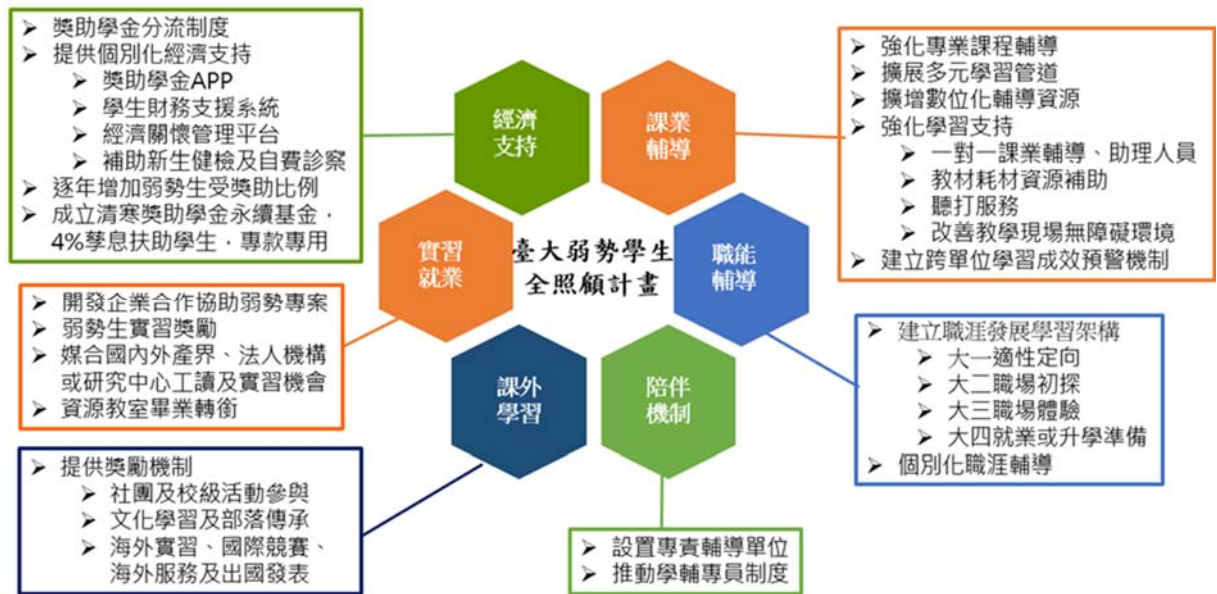 獎助學金分流制度
提供個別化經濟支持
獎助學金APP
學生財務支援系統
經濟關懷管理平台
補助新生健檢及自費診察
逐年增加弱勢生受獎助比例
成立清寒獎助學金永續基金，
4%孳息扶助學生，專款專用
經濟
支持
課業
輔導
強化專業課程輔導
擴展多元學習管道
擴增數位化輔導資源
強化學習支持
一對一課業輔導、助理人員
教材耗材資源補助
聽打服務
改善教學現場無障礙環境
建立跨單位學習成效預警機制
實習
就業
臺大弱勢學生
全照顧計畫
職能
輔導
開發企業合作協助弱勢專案
弱勢生實習獎勵
媒合國內外產界、法人機構
或研究中心工讀及實習機會
資源教室畢業轉銜
建立職涯發展學習架構
大一適性定向
大二職場初探
大三職場體驗
大四就業或升學準備
個別化職涯輔導
課外
學習
陪伴
機制
提供獎勵機制
社團及校級活動參與
文化學習及部落傳承
海外實習、國際競賽、
海外服務及出國發表
設置專責輔導單位
推動學輔專員制度